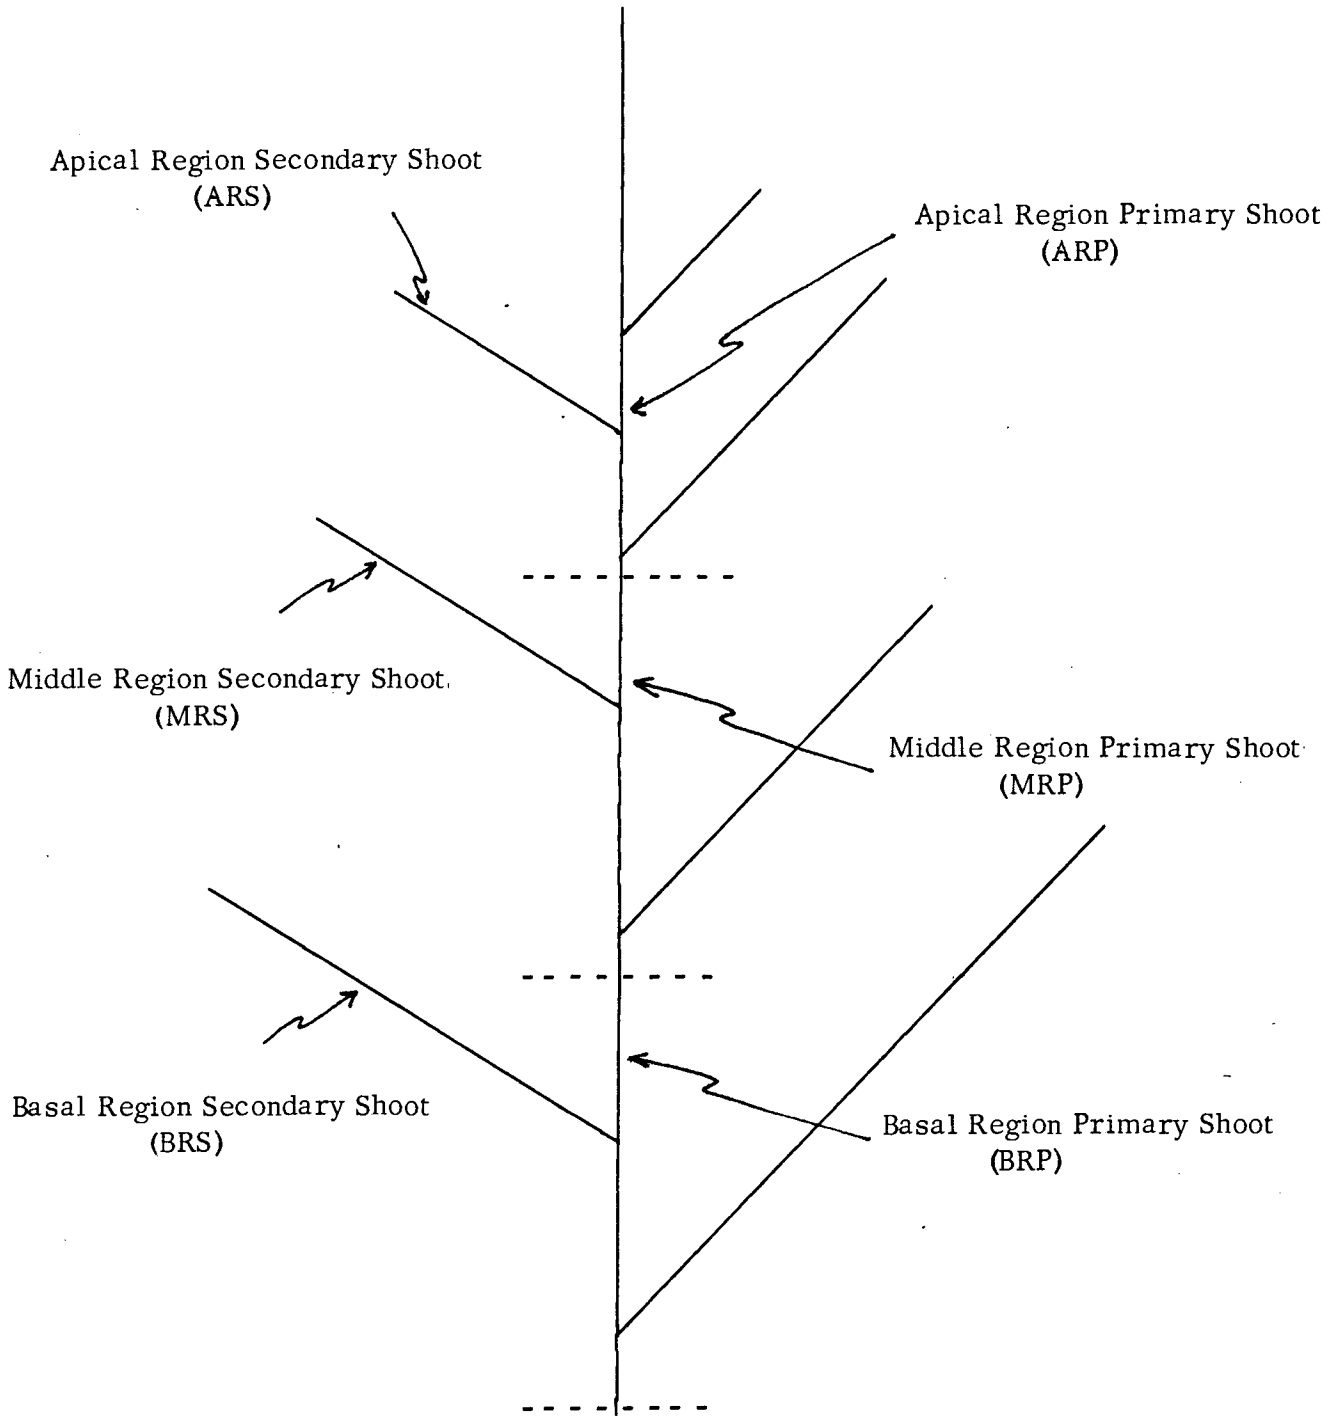 Apical Region Secondary Shoot
(ARS)
Apical Region Primary Shoot
(ARP)
Middle Region Secondary Shoot
(MRS)
Middle Region Primary Shoot
(MRP)
Basal Region Secondary Shoot
(BRS)
Basal Region Primary Shoot
(BRP)